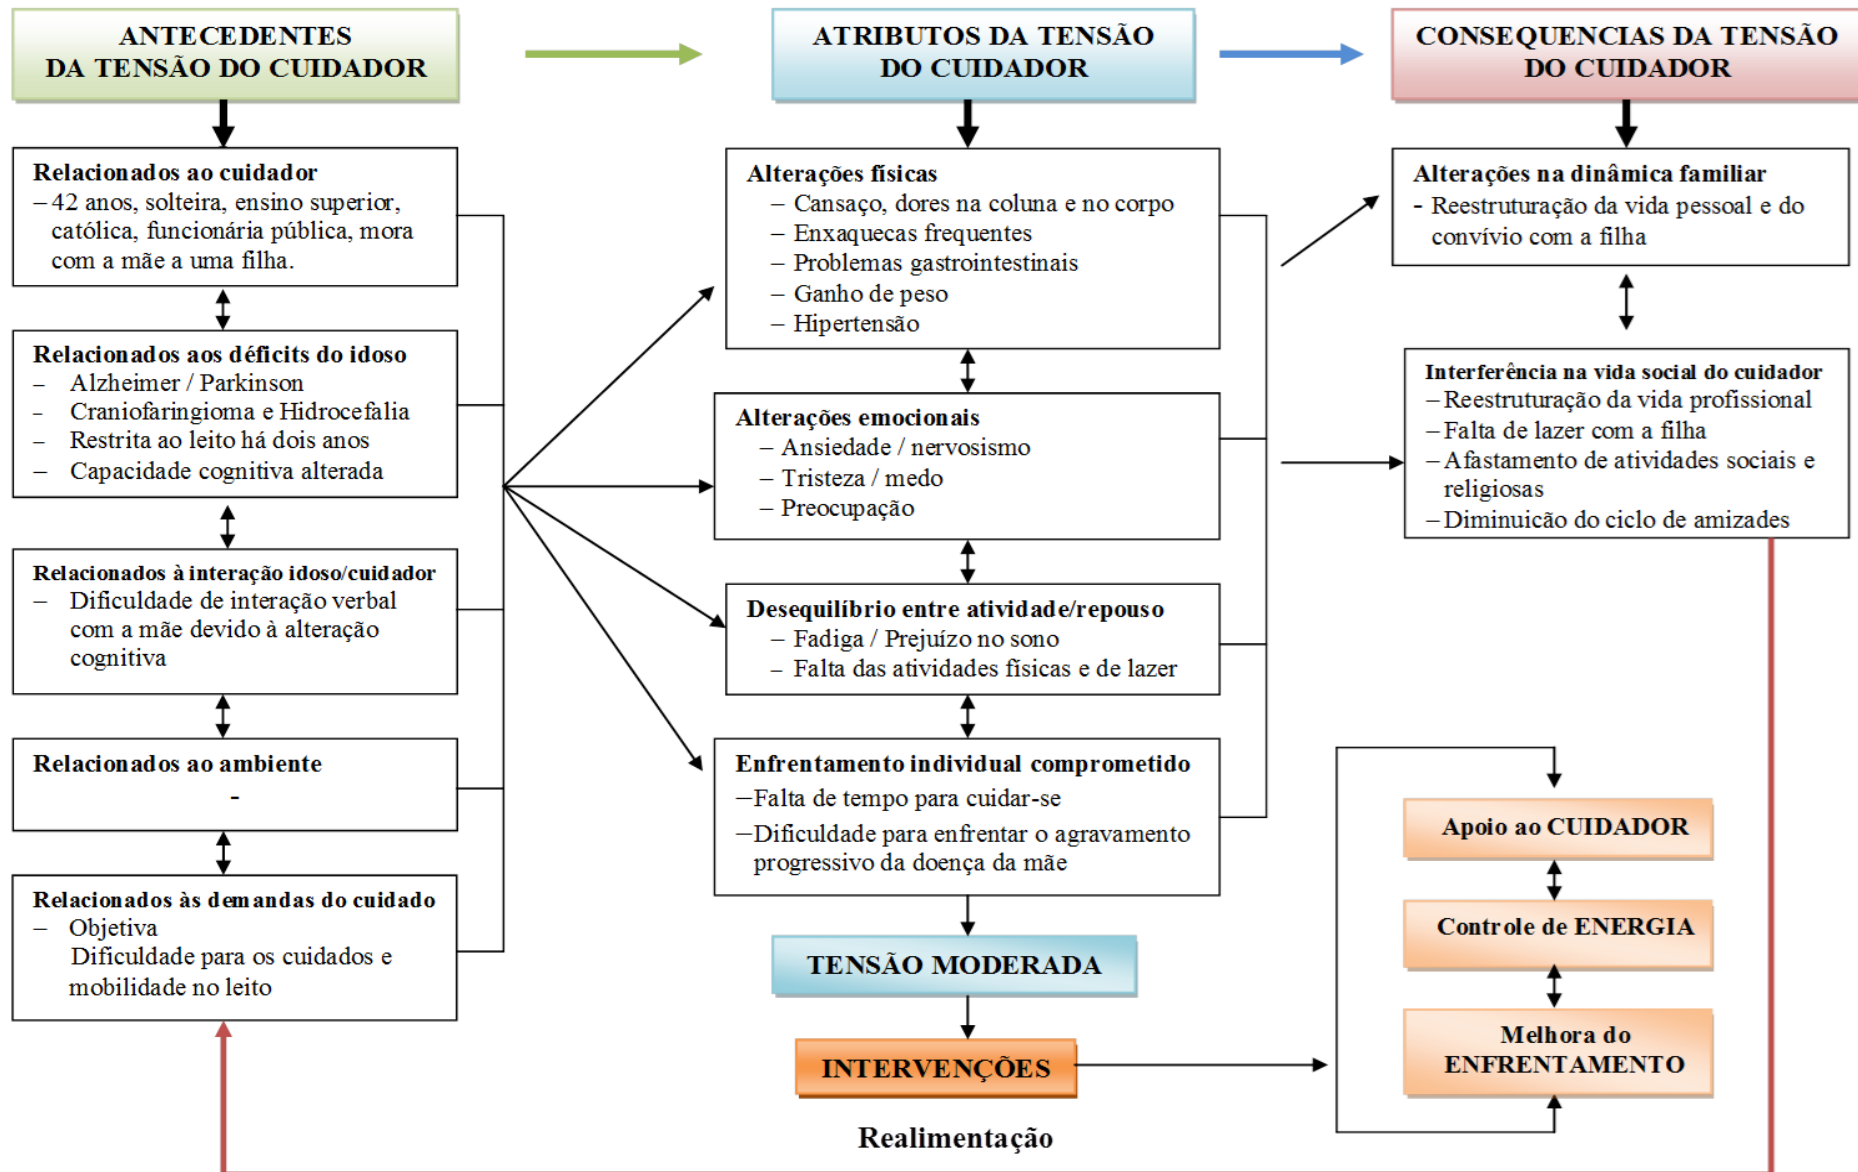 ANTECEDENTES
DA TENSÃO DO CUIDADOR
ATRIBUTOS DA TENSÃO
DO CUIDADOR
CONSEQUENCIAS DA TENSÃO
DO CUIDADOR
Relacionados ao cuidador
– 42 anos, solteira, ensino superior,
católica, funcionária pública, mora
com a mãe a uma filha.
Relacionados aos déficits do idoso
– Alzheimer / Parkinson
– Craniofaringioma e Hidrocefalia
– Restrita ao leito há dois anos
– Capacidade cognitiva alterada
Relacionados à interação idoso/cuidador
– Dificuldade de interação verbal
com a mãe devido à alteração
cognitiva
Relacionados ao ambiente
-
Relacionados às demandas do cuidado
– Objetiva
Dificuldade para os cuidados e
mobilidade no leito
Alterações físicas
– Cansaço, dores na coluna e no corpo
– Enxaquecas frequentes
– Problemas gastrointestinais
– Ganho de peso
– Hipertensão
Alterações emocionais
– Ansiedade / nervosismo
– Tristeza / medo
– Preocupação
Desequilíbrio entre atividade/repouso
– Fadiga / Prejuízo no sono
– Falta das atividades físicas e de lazer
Enfrentamento individual comprometido
– Falta de tempo para cuidar-se
– Dificuldade para enfrentar o agravamento
progressivo da doença da mãe
TENSÃO MODERADA
INTERVENÇÕES
Alterações na dinâmica familiar
- Reestruturação da vida pessoal e do
convívio com a filha
Interferência na vida social do cuidador
– Reestruturação da vida profissional
– Falta de lazer com a filha
– Afastamento de atividades sociais e
religiosas
– Diminuicão do ciclo de amizades
Apoio ao CUIDADOR
Controle de ENERGIA
Melhora do
ENFRENTAMENTO
Realimentação